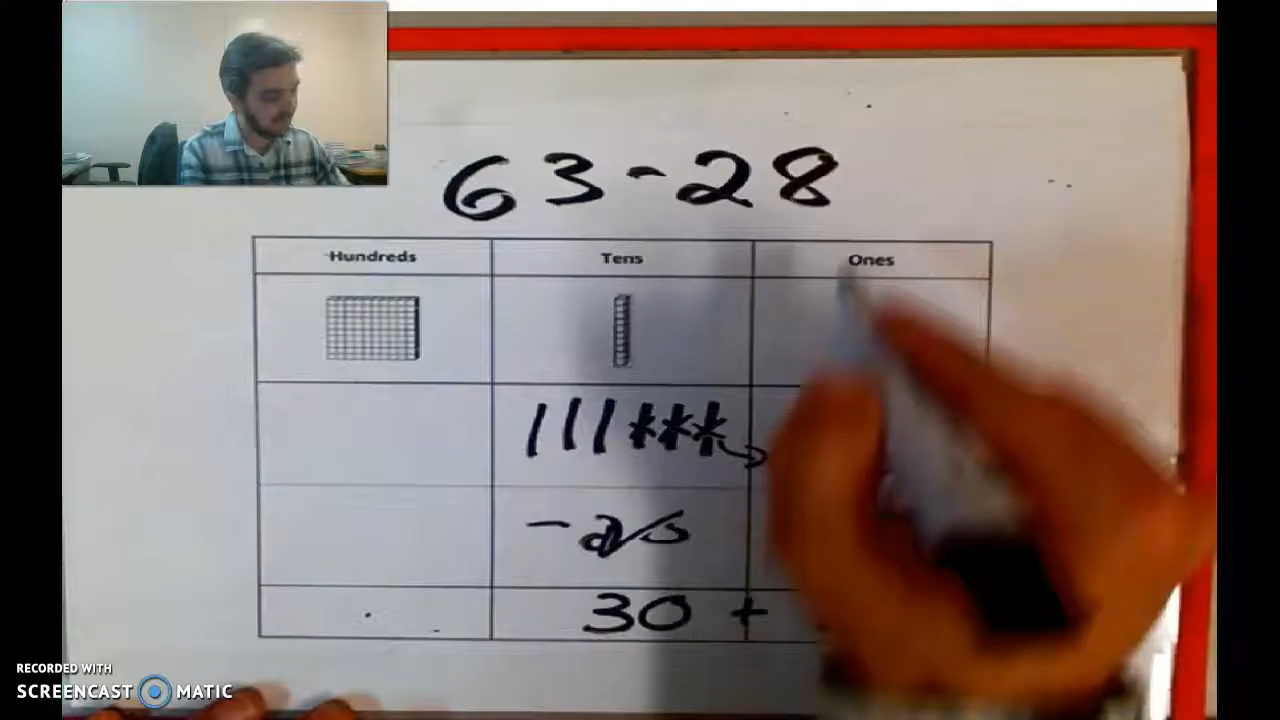 63-28
Hundreds Tens Ones
- 20
30 +
RECORDED WITH
SCREENCAST MATIC